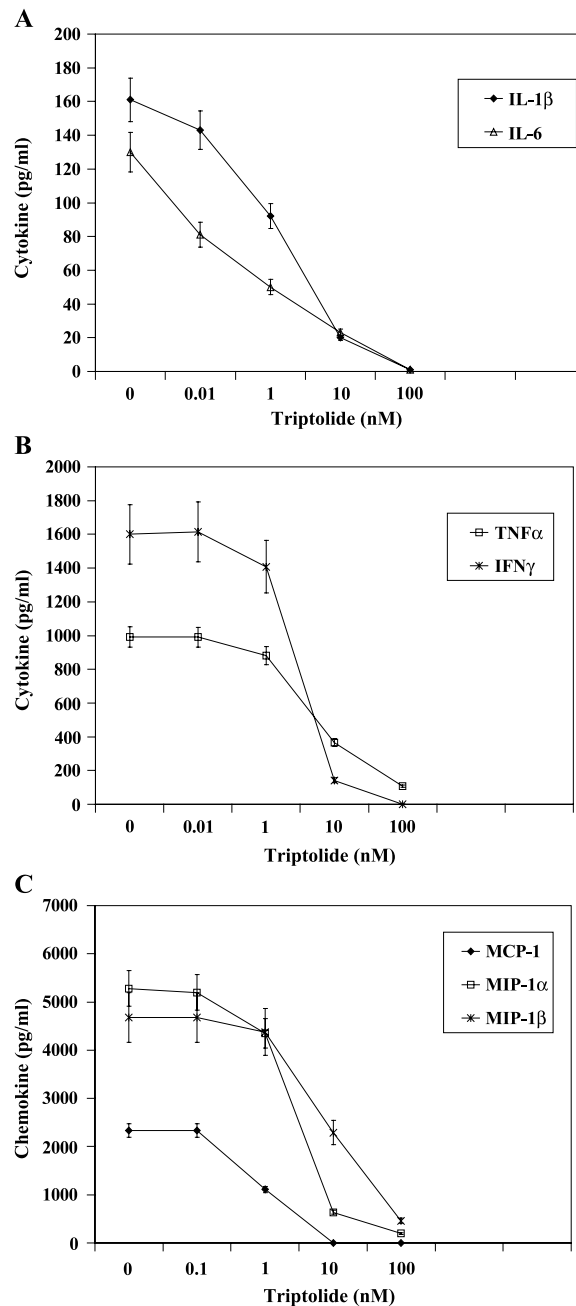 A
Cytokine (pg/ml)
200
180
160
140
120
100
80
60
40
20
0
IL-1β
IL-6
0 0.01 1 10 100
Triptolide (nM)
B
Cytokine (pg/ml)
2000
1800
1600
1400
1200
1000
800
600
400
200
0
TNFα
IFNγ
0 0.01 1 10 100
Triptolide (nM)
C
Chemokine (pg/ml)
7000
6000
5000
4000
3000
2000
1000
0
MCP-1
MIP-1α
MIP-1β
0 0.1 1 10 100
Triptolide (nM)